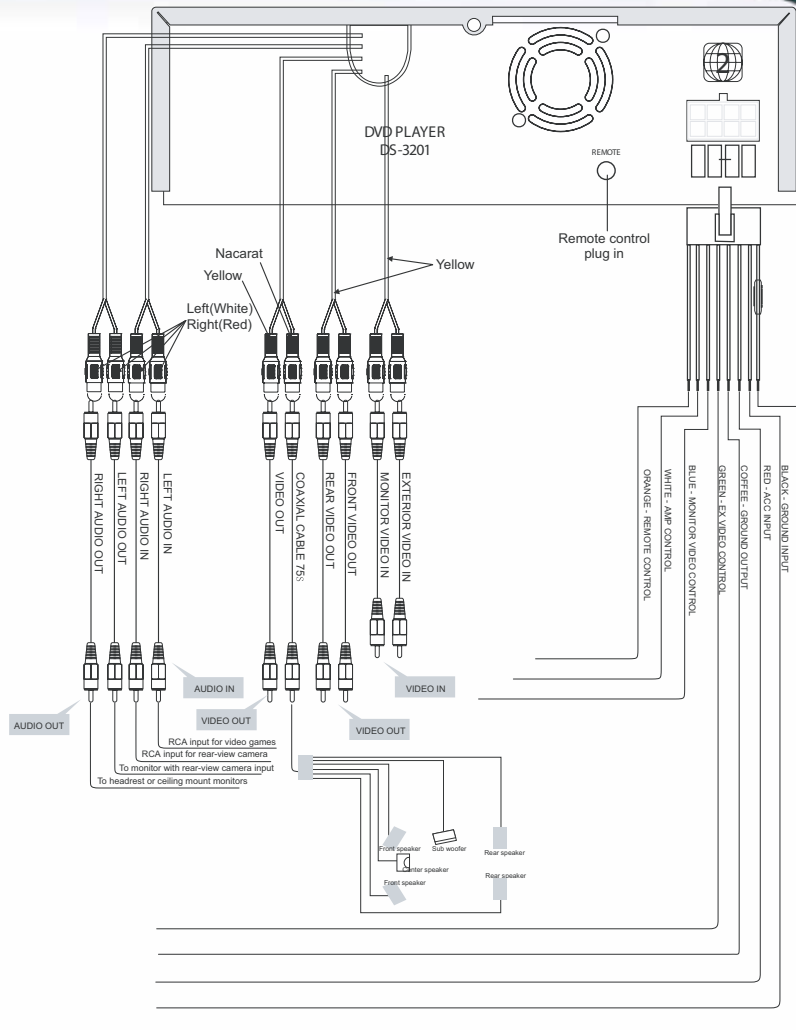 2
DVD PLAYER
DS-3201
REMOTE
Remote control
plug in
Nacarat
Yellow
Yellow
Left(White)
Right(Red)
RIGHT AUDIO OUT
LEFT AUDIO OUT
RIGHT AUDIO IN
LEFT AUDIO IN
VIDEO OUT
COAXIAL CABLE 75S
REAR VIDEO OUT
FRONT VIDEO OUT
MONITOR VIDEO IN
EXTERIOR VIDEO IN
ORANGE - REMOTE CONTROL
WHITE - AMP CONTROL
BLUE - MONITOR VIDEO CONTROL
GREEN - EX VIDEO CONTROL
COFFEE - GROUND OUTPUT
RED - ACC INPUT
BLACK - GROUND INPUT
AUDIO IN
VIDEO IN
AUDIO OUT
VIDEO OUT
VIDEO OUT
RCA input for video games
RCA input for rear-view camera
To monitor with rear-view camera input
To headrest or ceiling mount monitors
Front speaker
Sub woofer
Rear speaker
Center speaker
Front speaker
Rear speaker